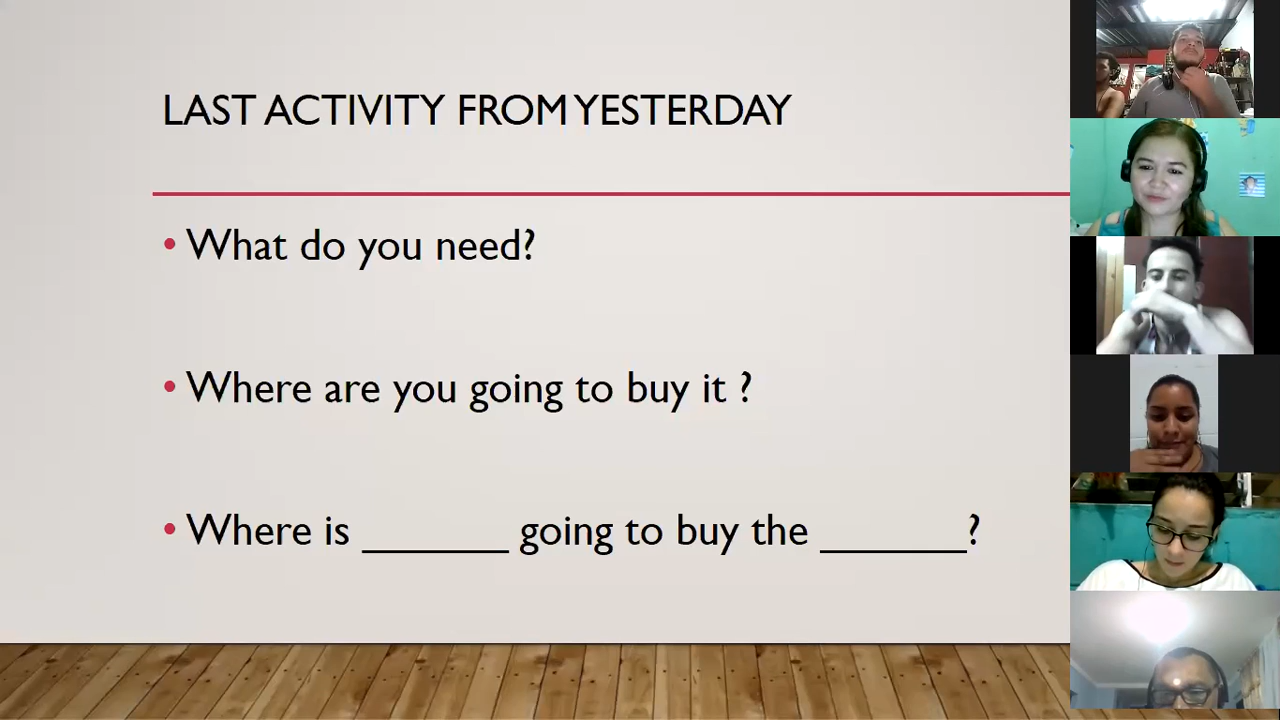 LAST ACTIVITY FROM YESTERDAY
• What do you need?
• Where are you going to buy it ?
• Where is _______ going to buy the _______?